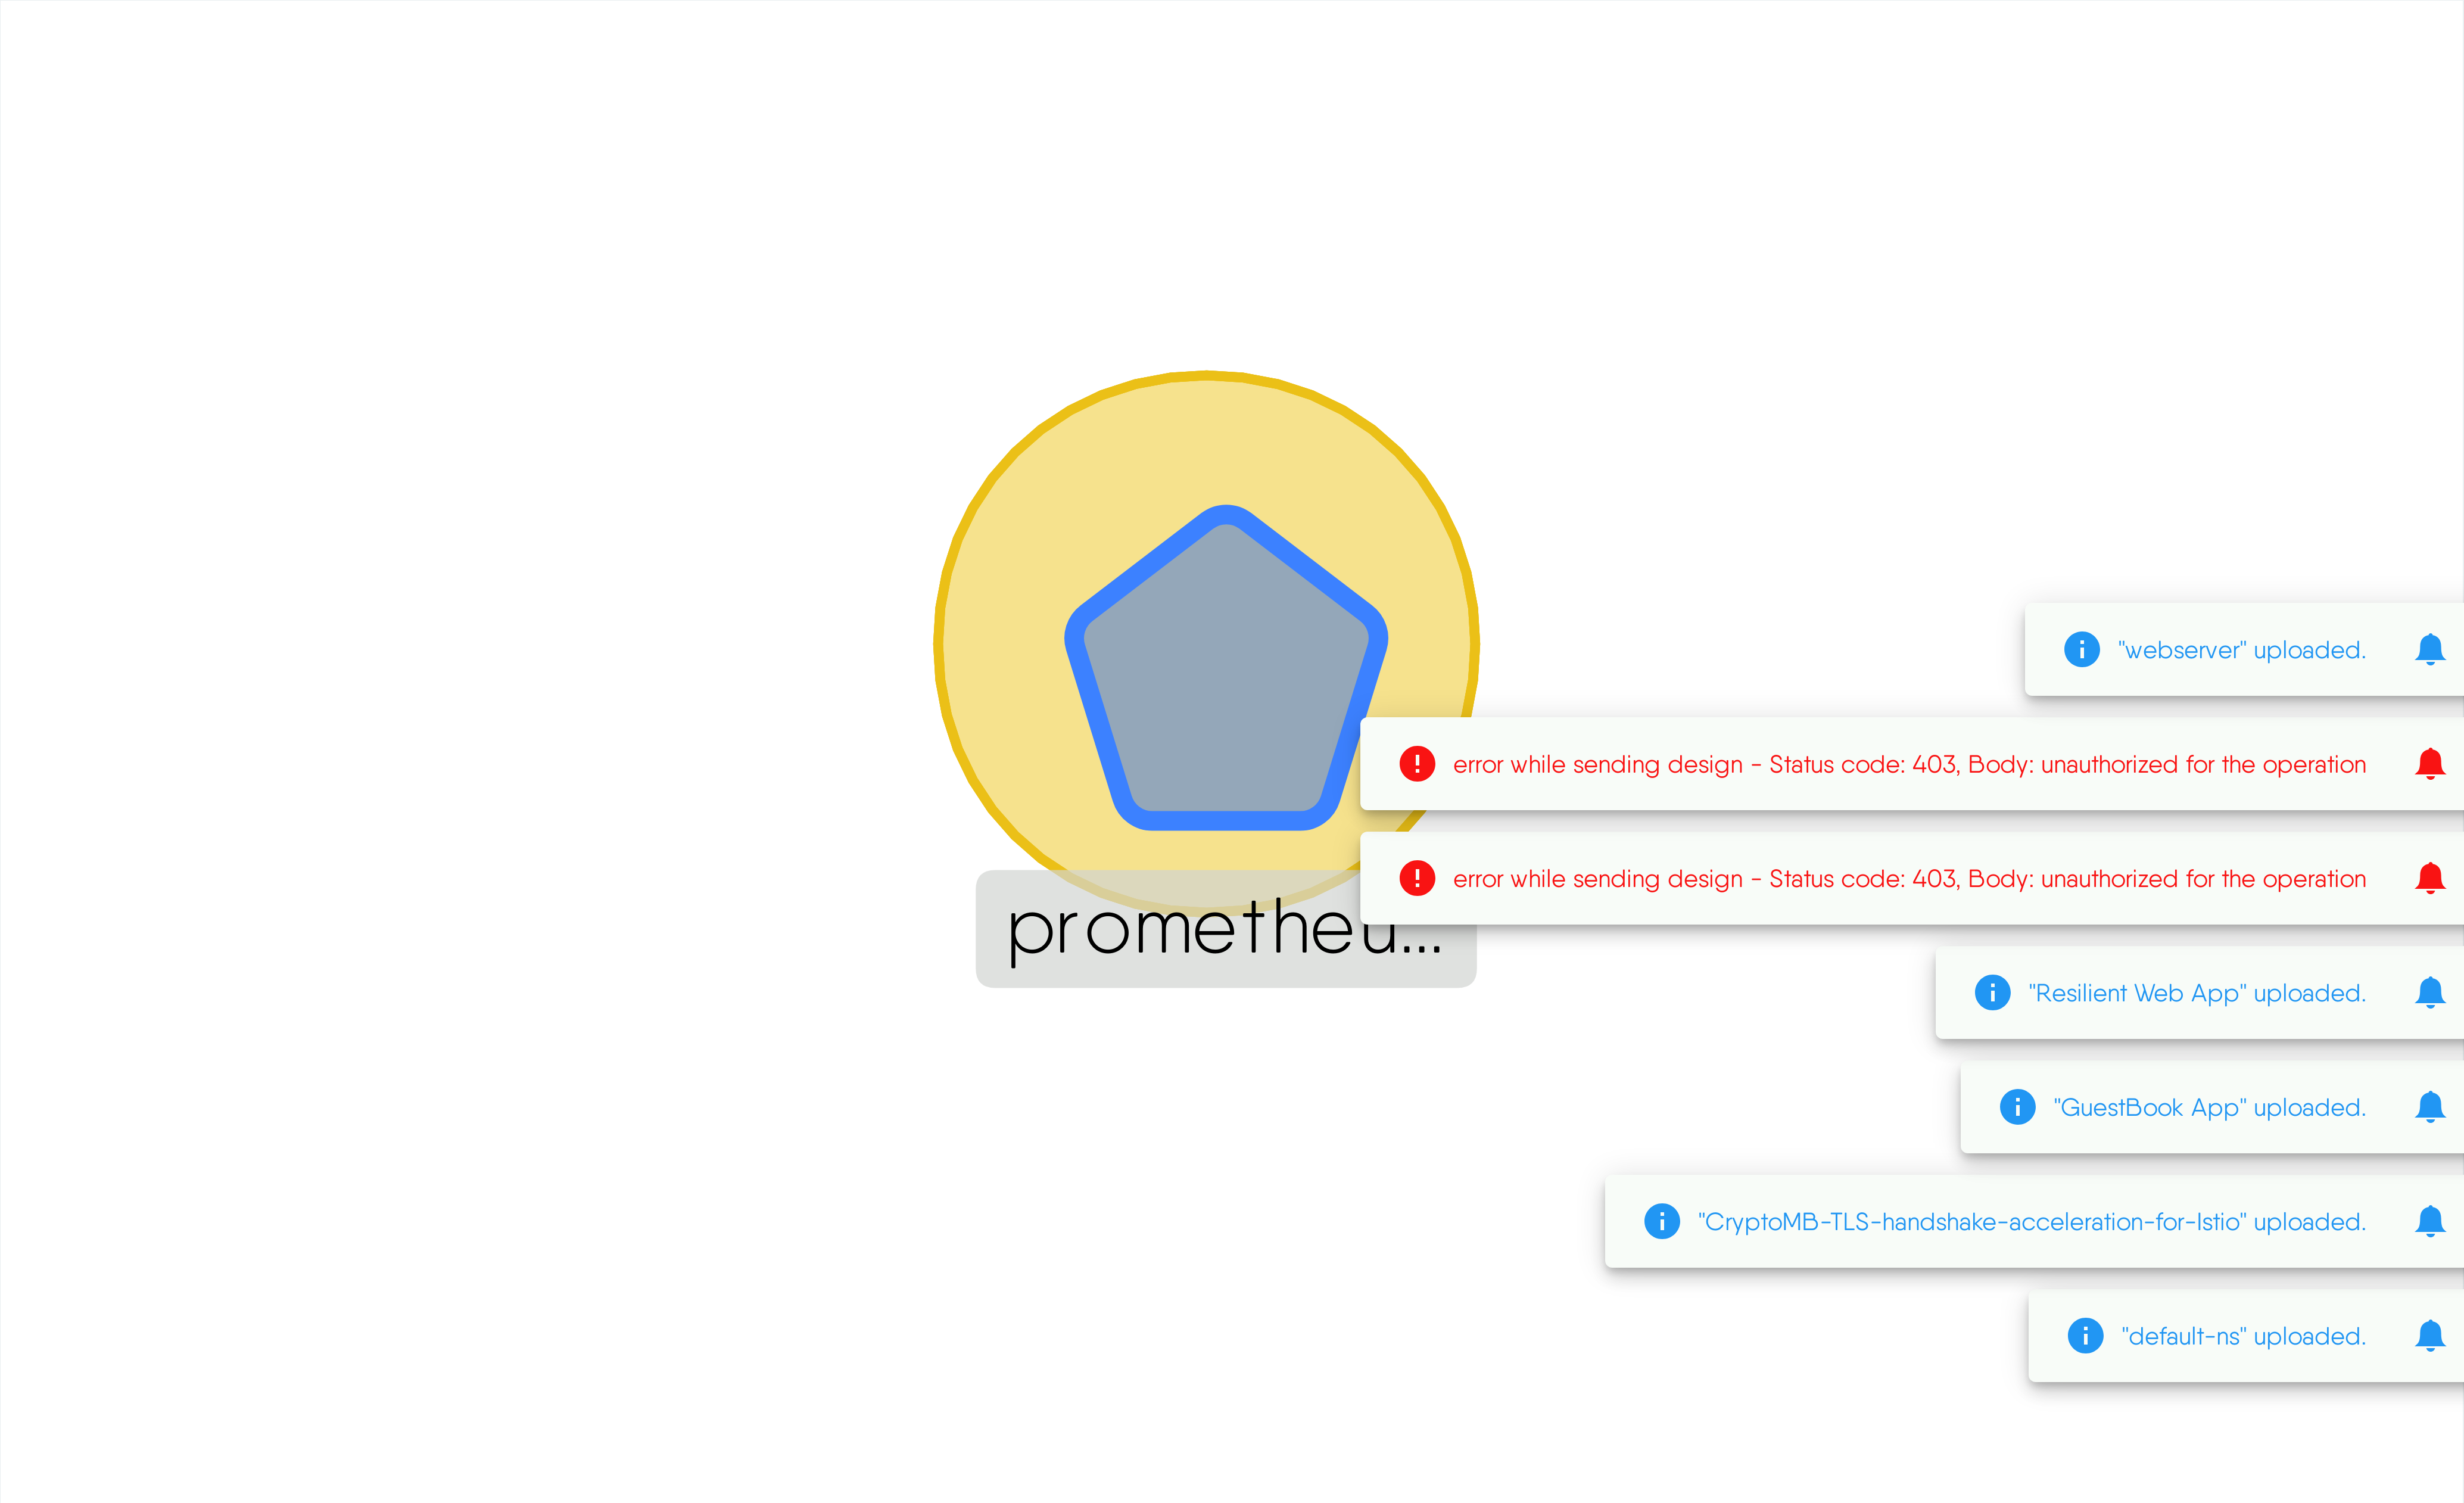 "webserver" uploaded.
error while sending design - Status code: 403, Body: unauthorized for the operation
error while sending design - Status code: 403, Body: unauthorized for the operation
prometheu...
"Resilient Web App" uploaded.
"GuestBook App" uploaded.
"CryptoMB-TLS-handshake-acceleration-for-Istio" uploaded.
"default-ns" uploaded.